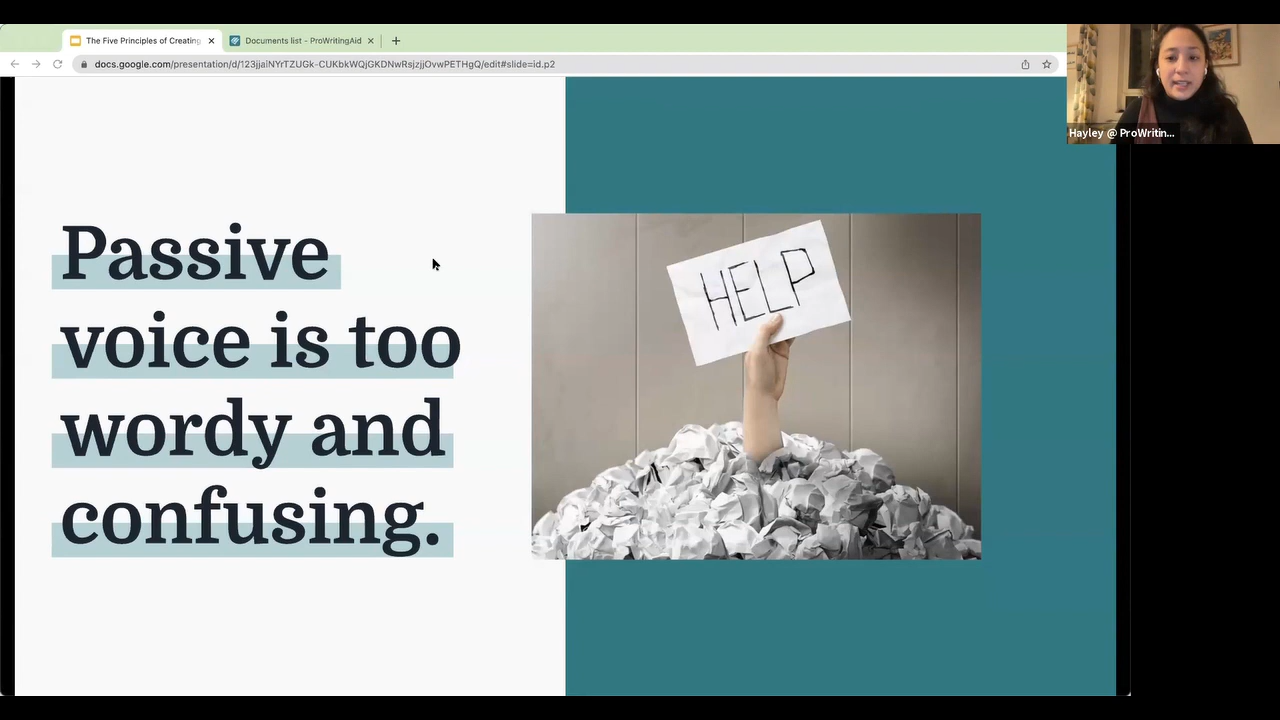 The Five Principles of Creating
Documents list - ProWritingAid
docs.google.com/presentation/d/123jjalNYrTZUGk-CUKbkWQjGKDNwRsjzjjOvwPETHgQ/edit#slide=id.p2
Hayley @ ProWritin...
Passive
voice is too
wordy and
confusing.
HELP